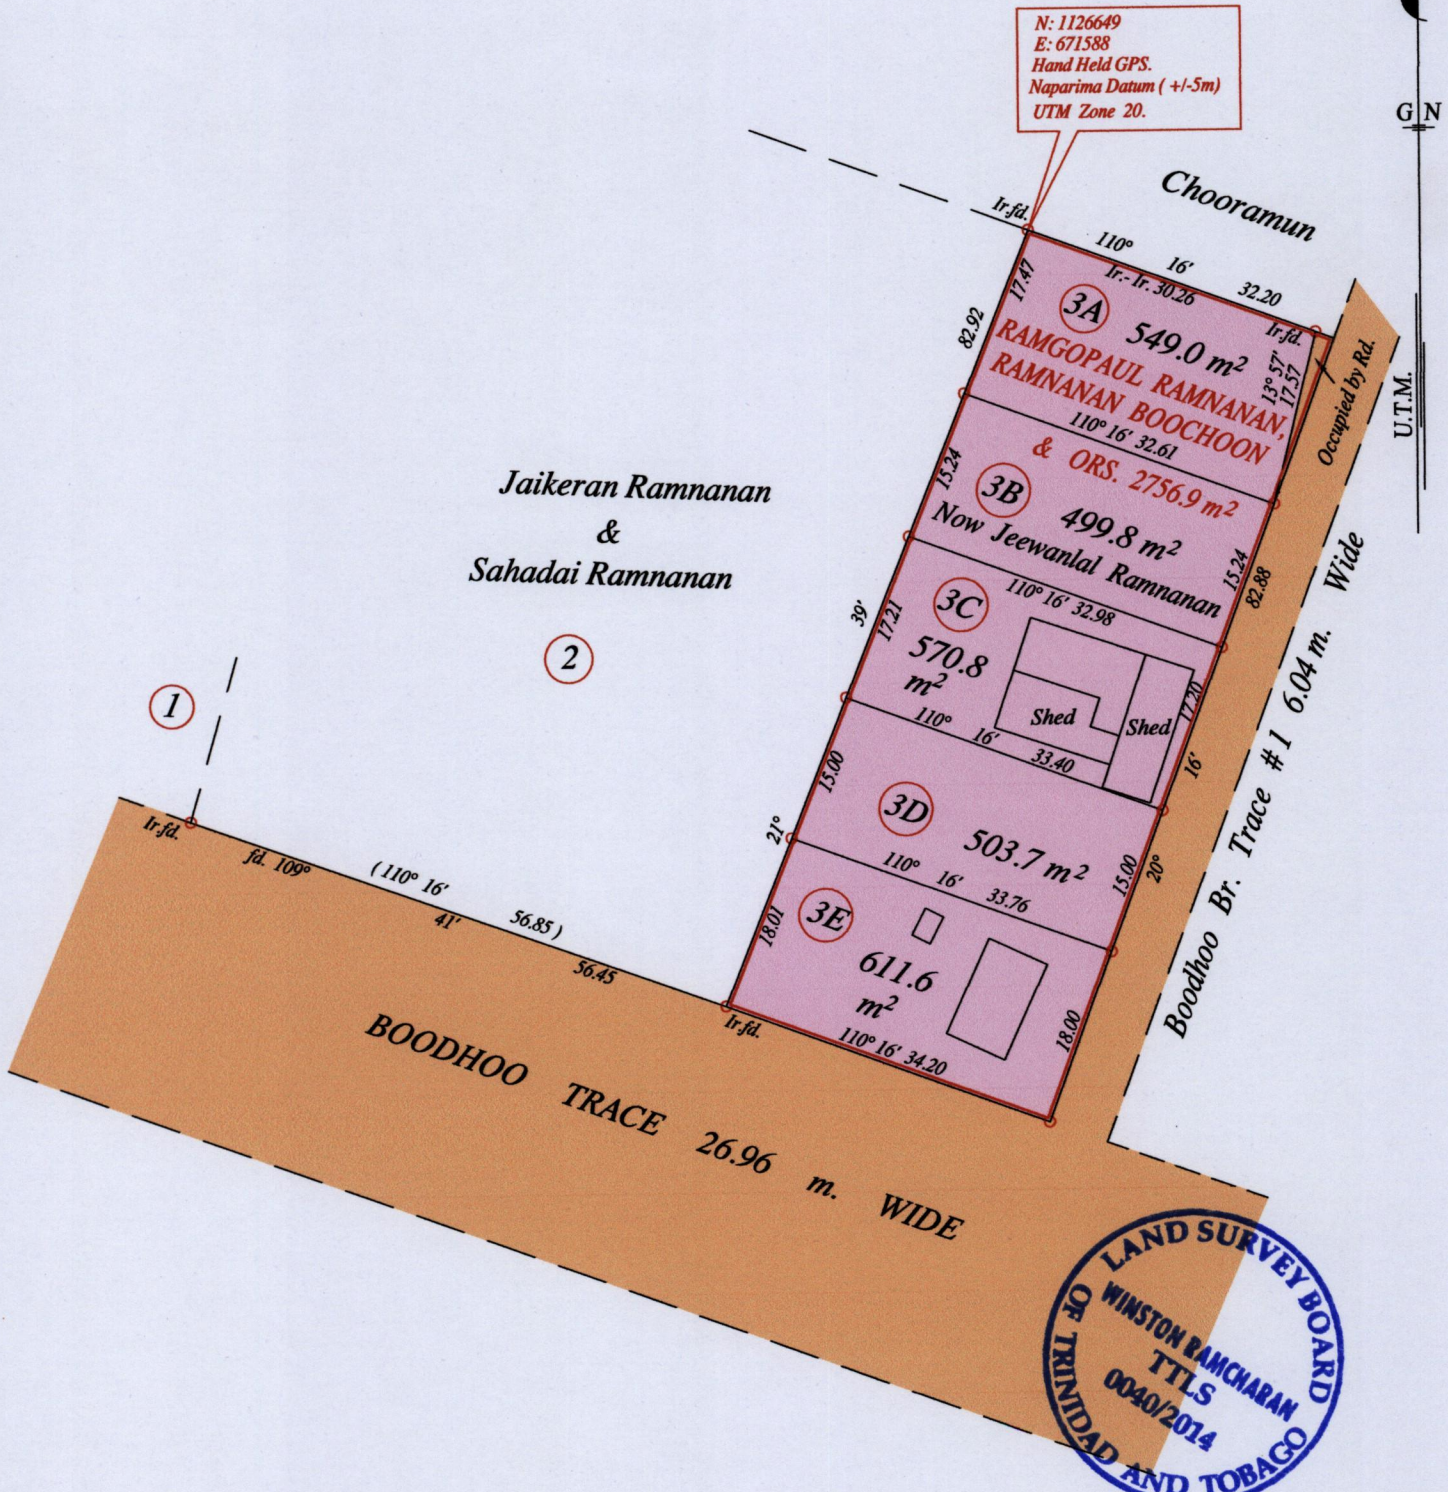 N: 1126649
E: 671588
Hand Held GPS.
Naparima Datum ( +/-5m)
UTM Zone 20.
G N
U.T.M.
Chooramun
Ir.fd.
110° 16' 32.20
Ir.- Ir. 30.26
Ir.fd.
17.47
82.92
3A
549.0 m²
13° 57'
17.57
Occupied by Rd.
RAMGOPAUL RAMNANAN,
RAMNANAN BOOCHOON
& ORS. 2756.9 m²
110° 16' 32.61
15.24
3B
499.8 m²
Now Jeewanlal Ramnanan
15.24
82.88
110° 16' 32.98
39'
17.21
3C
570.8
m²
Shed
Shed
17.20
16'
110° 16' 33.40
15.00
3D
503.7 m²
15.00
20°
21°
110° 16' 33.76
18.01
3E
611.6
m²
18.00
110° 16' 34.20
Ir.fd.
Jaikeran Ramnanan
&
Sahadai Ramnanan
2
1
Ir.fd.
fd. 109° 41' 56.45
( 110° 16' 56.85 )
BOODHOO TRACE 26.96 m. WIDE
Boodhoo Br. Trace # 1 6.04 m. Wide
LAND SURVEY BOARD
OF TRINIDAD AND TOBAGO
WINSTON RAMCHARAN
TTLS
0040/2014